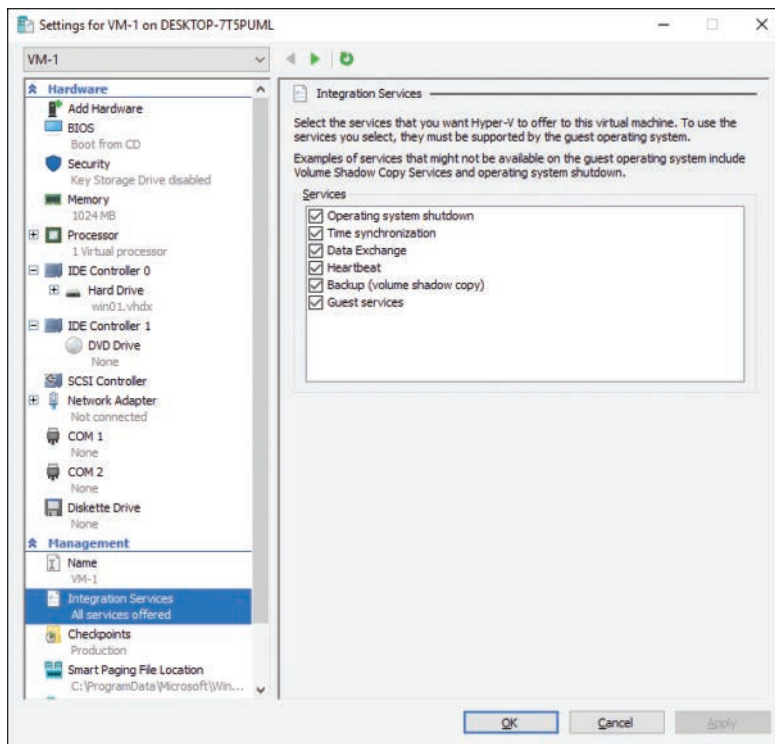 Settings for VM-1 on DESKTOP-7T5PUML
VM-1
Hardware
Add Hardware
BIOS
Boot from CD
Security
Key Storage Drive disabled
Memory
1024 MB
Processor
1 Virtual processor
IDE Controller 0
Hard Drive
win01.vhdx
IDE Controller 1
DVD Drive
None
SCSI Controller
Network Adapter
Not connected
COM 1
None
COM 2
None
Diskette Drive
None
Management
Name
VM-1
Integration Services
All services offered
Checkpoints
Production
Smart Paging File Location
C:\ProgramData\Microsoft\Win...
Integration Services
Select the services that you want Hyper-V to offer to this virtual machine. To use the
services you select, they must be supported by the guest operating system.
Examples of services that might not be available on the guest operating system include
Volume Shadow Copy Services and operating system shutdown.
Services
Operating system shutdown
Time synchronization
Data Exchange
Heartbeat
Backup (volume shadow copy)
Guest services
OK
Cancel
Apply